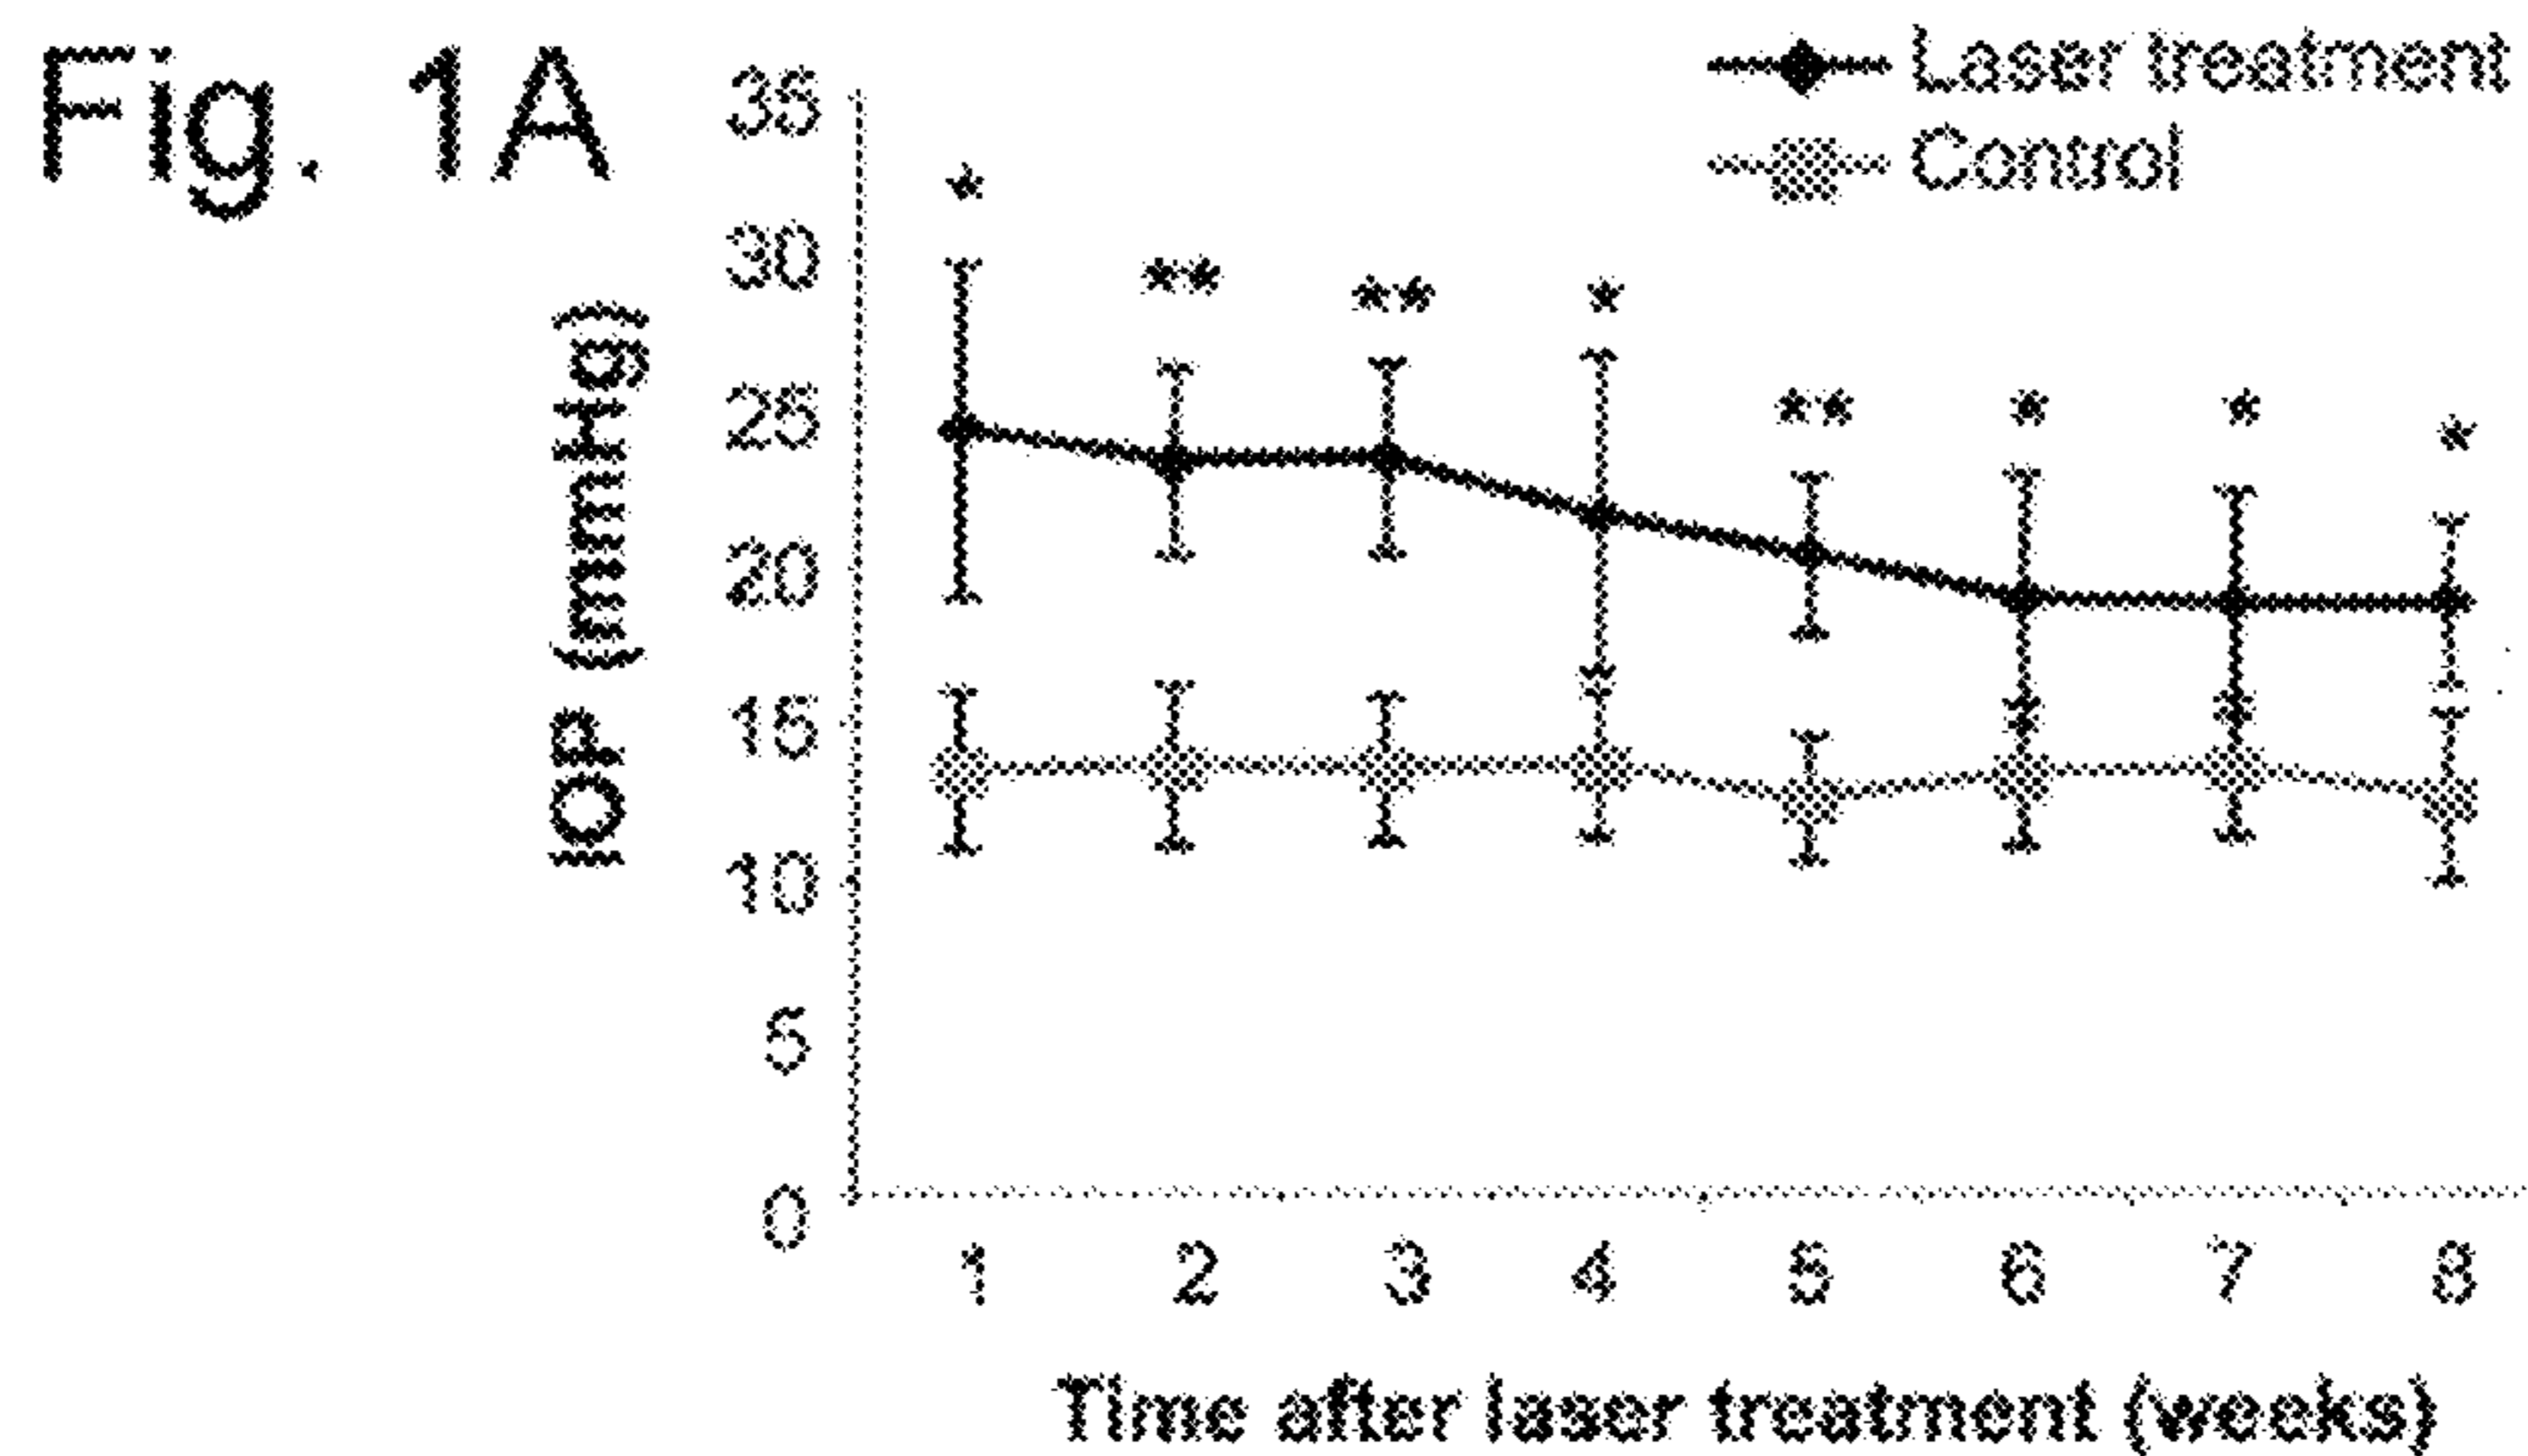 Fig. 1A
Laser treatment
Control
IOP (mmHg)
35
30
25
20
15
10
5
0
*
**
**
*
**
*
*
*
1 2 3 4 5 6 7 8
Time after laser treatment (weeks)